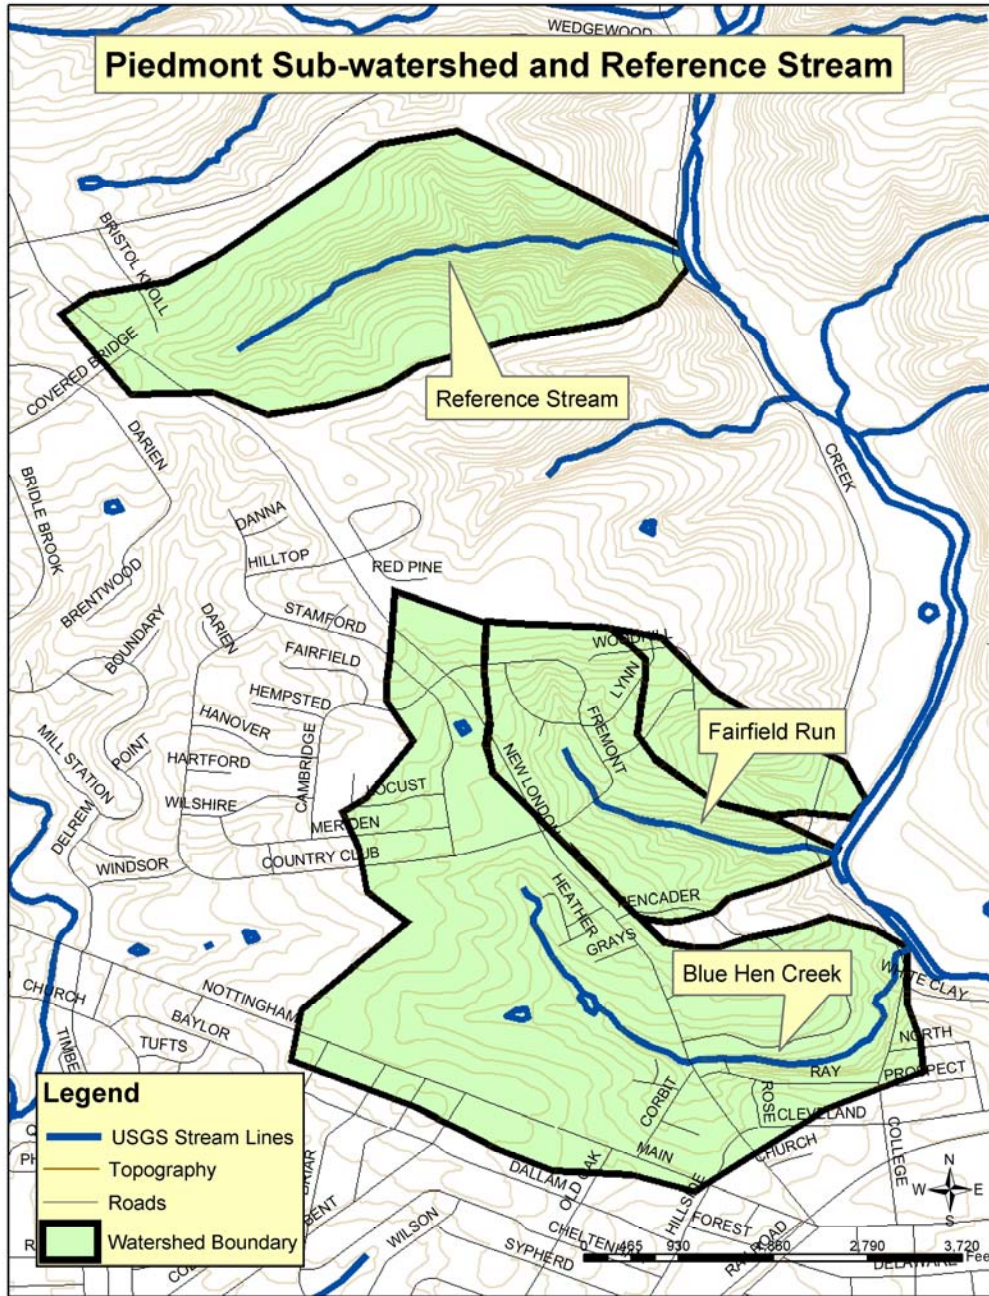 WEDGEWOOD
Piedmont Sub-watershed and Reference Stream
BRISTOL KNOLL
COVERED BRIDGE
Reference Stream
DARIEN
CREEK
BRIDLE BROOK
DANNA
HILLTOP
RED PINE
BRENTWOOD
STAMFORD
DARIEN
BOUNDARY
WOODHILL
FAIRFIELD
LYNN
HEMPSTED
FREMONT
HANOVER
Fairfield Run
POINT
MILL STATION
HARTFORD
CAMBRIDGE
NEW LONDON
LOCUST
WILSHIRE
MERIDEN
DELREM
COUNTRY CLUB
WINDSOR
HEATHER
PENCADER
GRAYS
Blue Hen Creek
WHITE CLAY
CHURCH
NOTTINGHAM
BAYLOR
TUFTS
NORTH
RAY
PROSPECT
CORBIT
ROSE
CLEVELAND
COLLEGE
MAIN
CHURCH
DALLAM
OLD OAK
FOREST
CHELTENH
WILSON
SYPHERD
DELAWARE
Legend
USGS Stream Lines
Topography
Roads
Watershed Boundary
N
W E
S
0 465 930 1,860 2,790 3,720
Feet